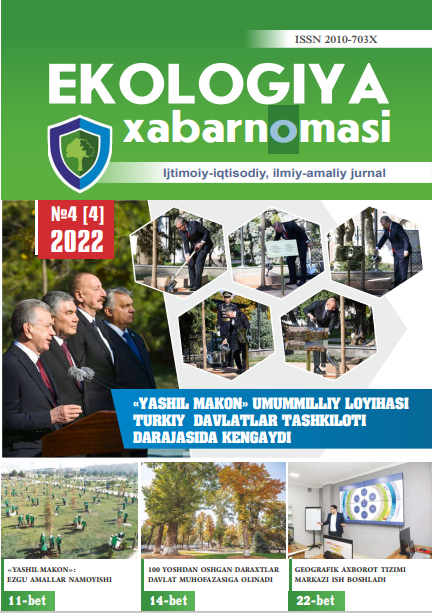 ISSN 2010-703X
EKOLOGIYA
xabarnomasi
Ijtimoiy-iqtisodiy, ilmiy-amaliy jurnal
№4 [4]
2022
«YASHIL MAKON» UMUMMILLIY LOYIHASI
TURKIY DAVLATLAR TASHKILOTI
DARAJASIDA KENGAYDI
«YASHIL MAKON»:
EZGU AMALLAR NAMOYISHI
11-bet
100 YOSHDAN OSHGAN DARAXTLAR
DAVLAT MUHOFAZASIGA OLINADI
14-bet
GEOGRAFIK AXBOROT TIZIMI
MARKAZI ISH BOSHLADI
22-bet